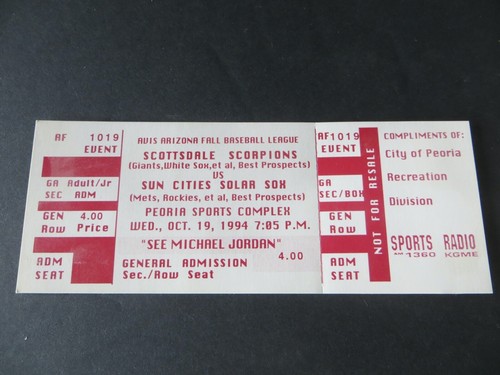 AF 1019
EVENT
GA Adult/Jr
SEC ADM
GEN 4.00
Row Price
ADM
SEAT
AVIS ARIZONA FALL BASEBALL LEAGUE
SCOTTSDALE SCORPIONS
(Giants,White Sox,et al, Best Prospects)
VS
SUN CITIES SOLAR SOX
(Mets, Rockies, et al, Best Prospects)
PEORIA SPORTS COMPLEX
WED., OCT. 19, 1994 7:05 P.M.
"SEE MICHAEL JORDAN"
GENERAL ADMISSION 4.00
Sec./Row Seat
AF1019
EVENT
GA
SEC/BOX
GEN
Row
ADM
SEAT
NOT FOR RESALE
COMPLIMENTS OF:
City of Peoria
Recreation
Division
SPORTS RADIO
AM 1360 KGME